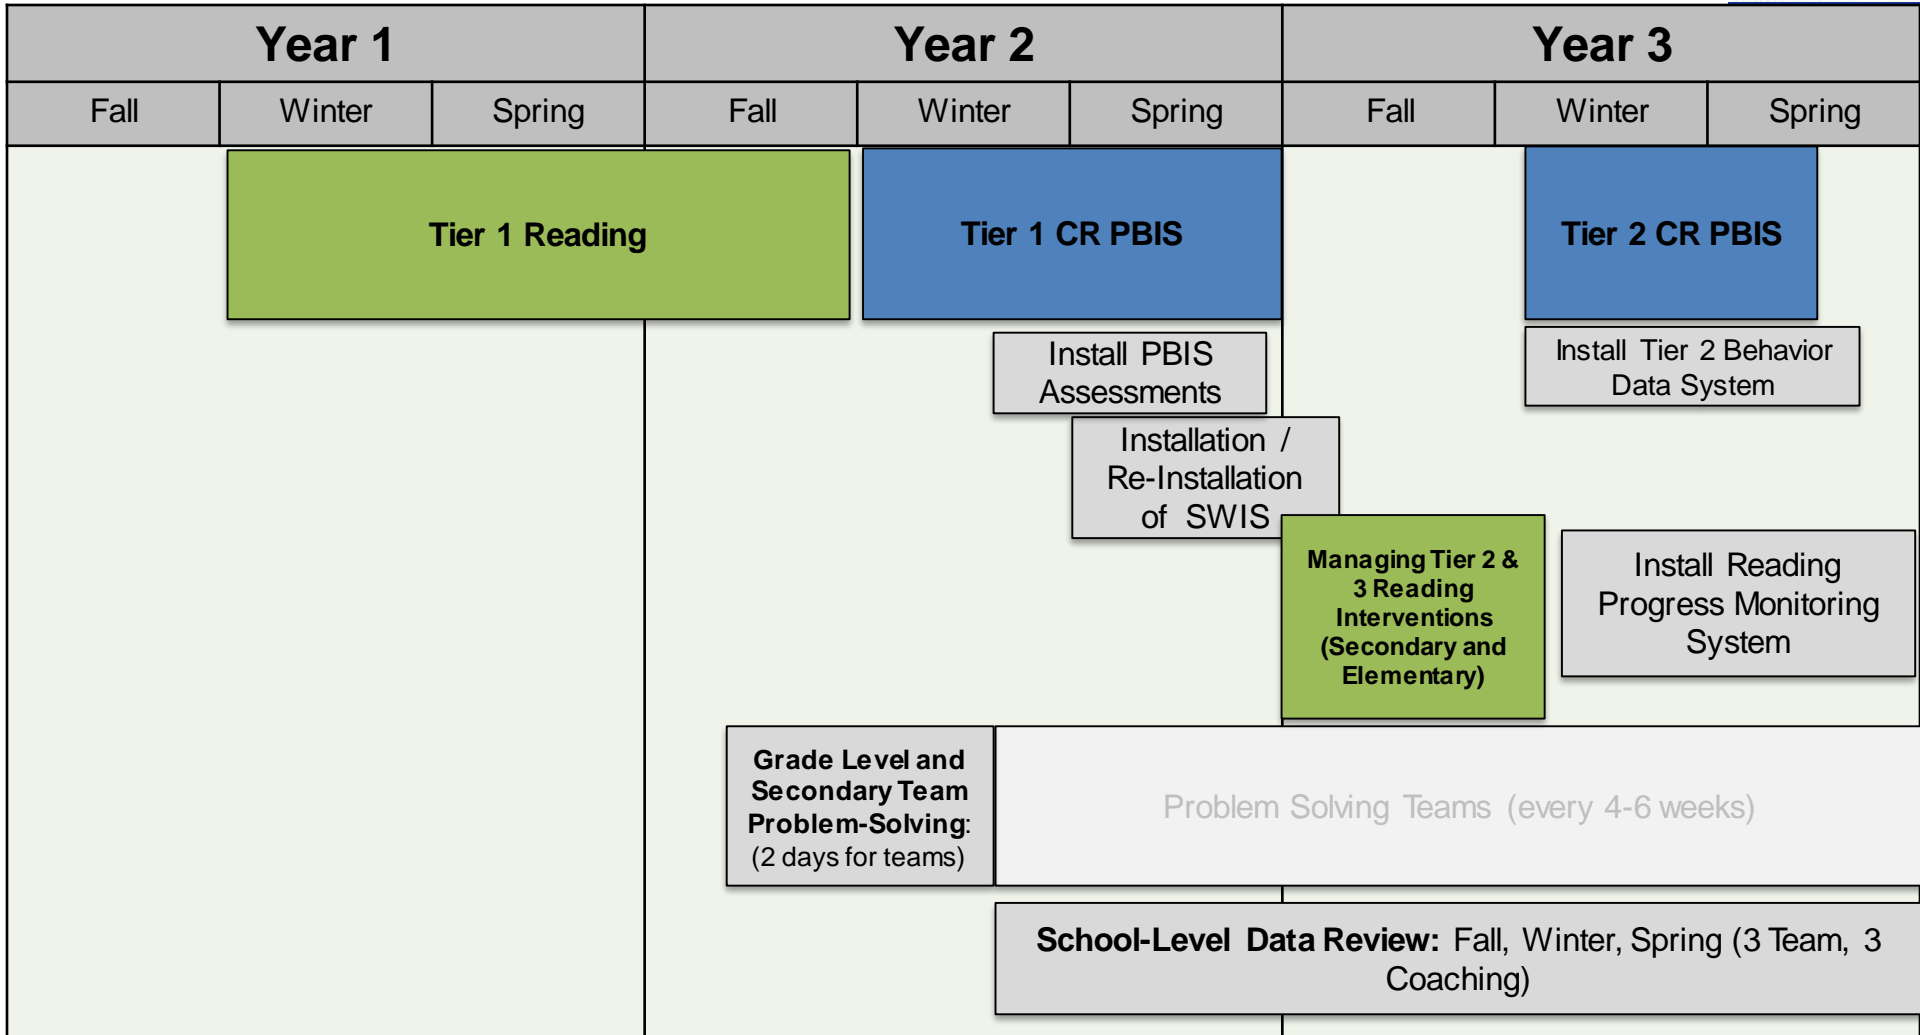 Year 1
Year 2
Year 3
Fall
Winter
Spring
Fall
Winter
Spring
Fall
Winter
Spring
Tier 1 Reading
Tier 1 CR PBIS
Tier 2 CR PBIS
Install PBIS
Assessments
Install Tier 2 Behavior
Data System
Installation /
Re-Installation
of SWIS
Managing Tier 2 &
3 Reading
Interventions
(Secondary and
Elementary)
Install Reading
Progress Monitoring
System
Grade Level and
Secondary Team
Problem-Solving:
(2 days for teams)
Problem Solving Teams (every 4-6 weeks)
School-Level Data Review: Fall, Winter, Spring (3 Team, 3
Coaching)